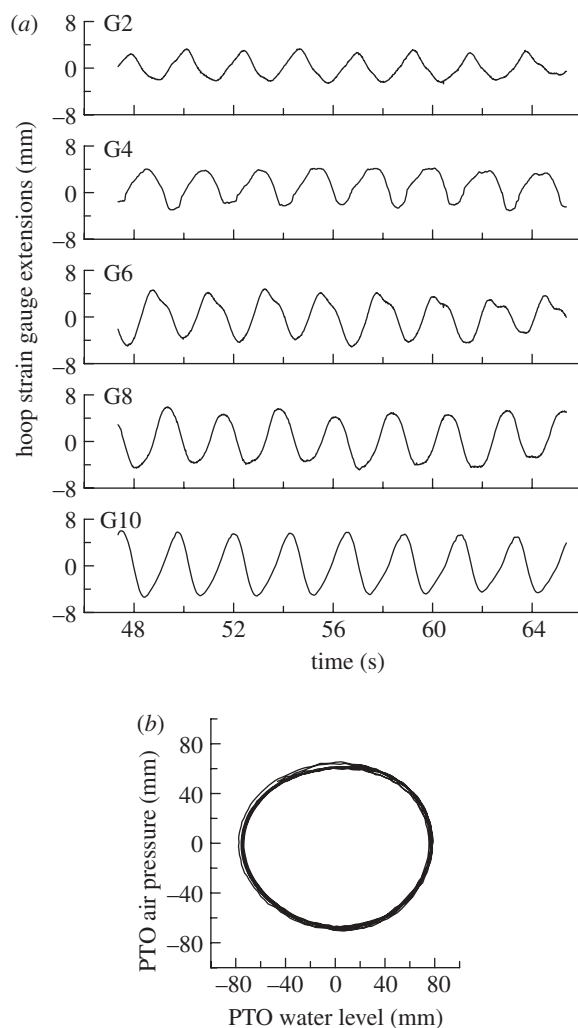 (a)
8
G2
0
–8
8
G4
0
–8
8
G6
0
–8
8
G8
0
–8
8
G10
0
–8
hoop strain gauge extensions (mm)
48 52 56 60 64
time (s)
(b)
80
40
0
–40
–80
PTO air pressure (mm)
–80 –40 0 40 80
PTO water level (mm)